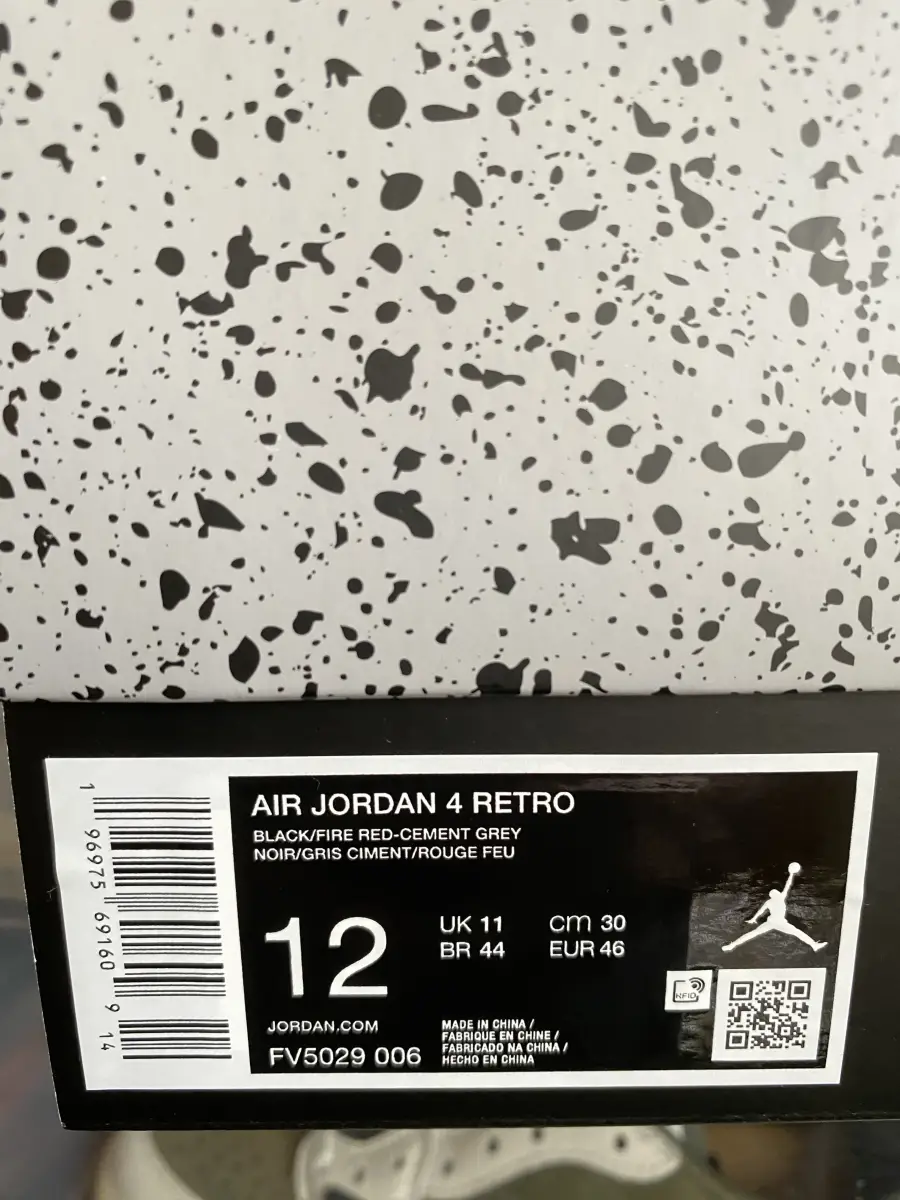 AIR JORDAN 4 RETRO
BLACK/FIRE RED-CEMENT GREY
NOIR/GRIS CIMENT/ROUGE FEU
12
UK 11
cm 30
BR 44
EUR 46
JORDAN.COM
FV5029 006
MADE IN CHINA /
FABRIQUE EN CHINE /
FABRICADO NA CHINA /
HECHO EN CHINA
RFID
1 96975 69160 9 14